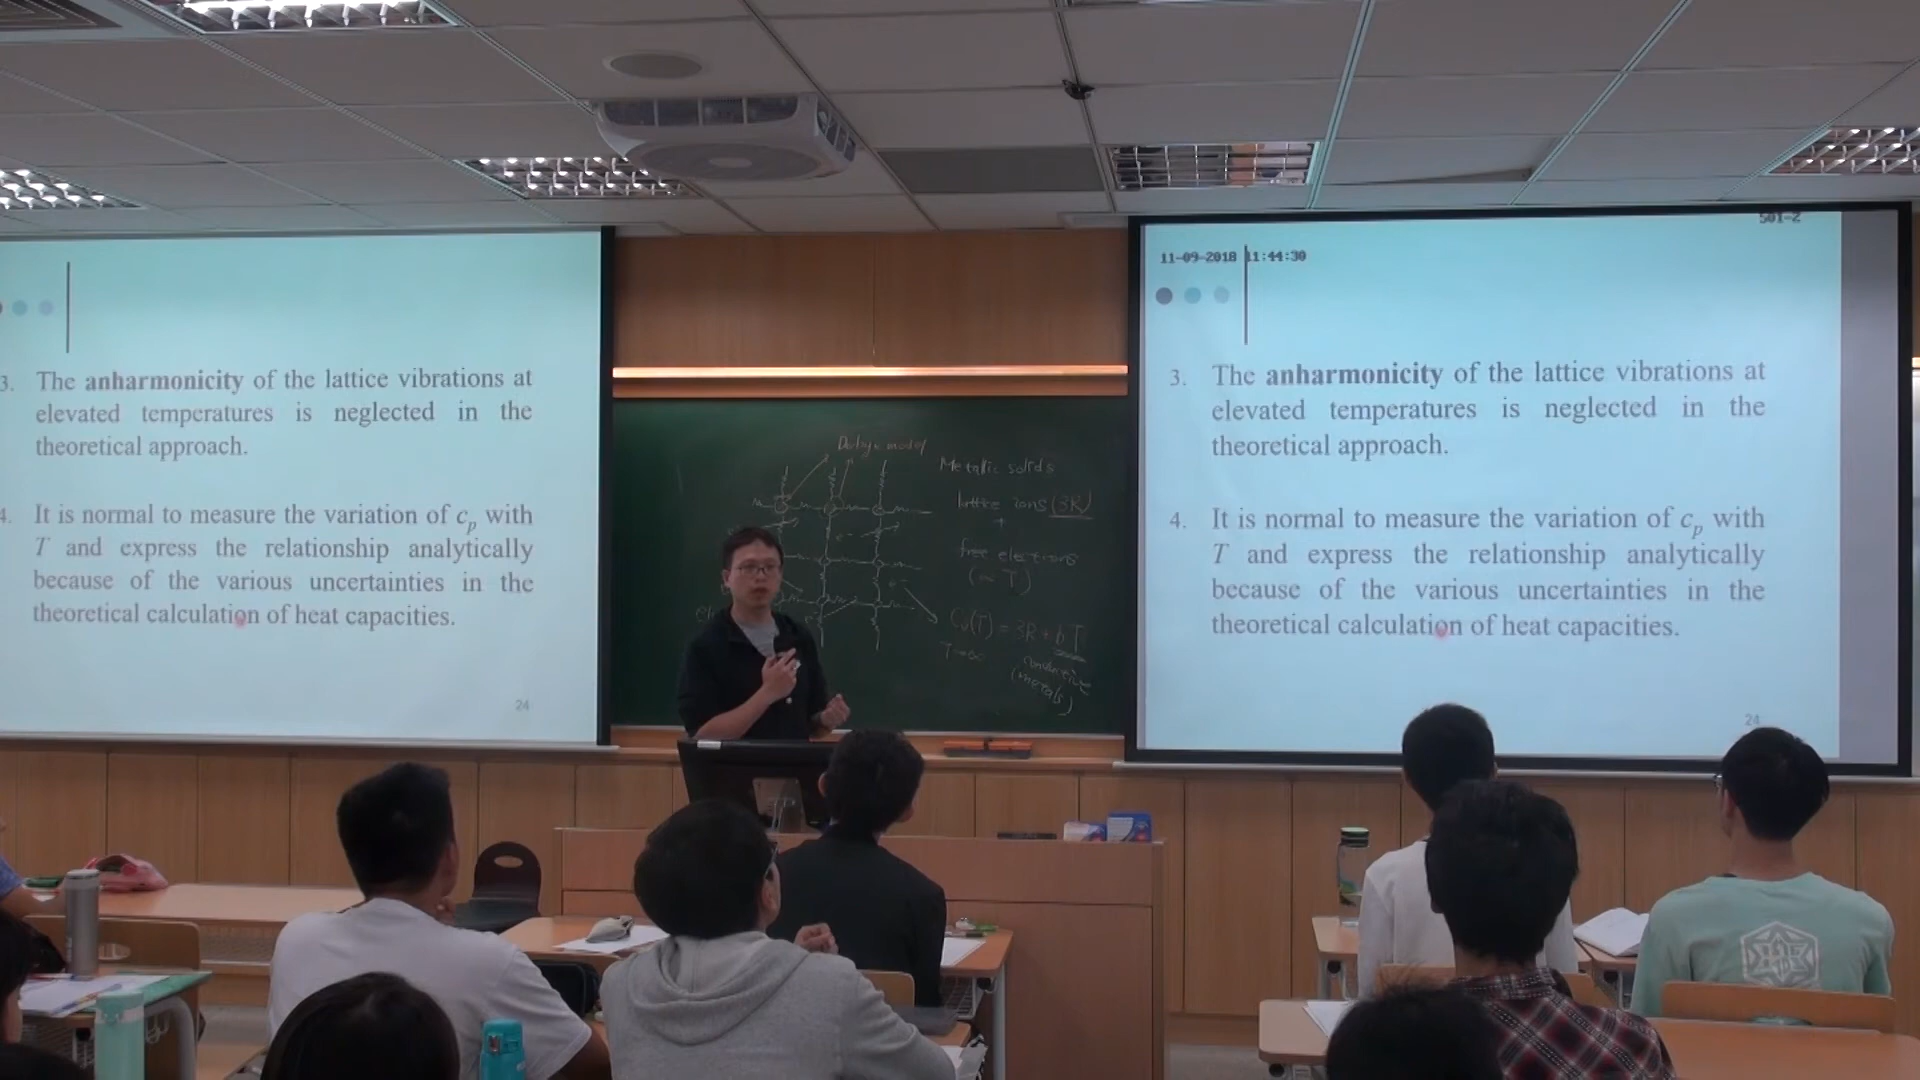 3. The anharmonicity of the lattice vibrations at
elevated temperatures is neglected in the
theoretical approach.
4. It is normal to measure the variation of cp with
T and express the relationship analytically
because of the various uncertainties in the
theoretical calculation of heat capacities.
24
Debye model
Metallic solids
lattice ions (3R)
+
free electrons
(∝ T)
Cv(T) = 3R + bT
T→∞
(metals)
501-2
11-09-2018 11:44:30
3. The anharmonicity of the lattice vibrations at
elevated temperatures is neglected in the
theoretical approach.
4. It is normal to measure the variation of cp with
T and express the relationship analytically
because of the various uncertainties in the
theoretical calculation of heat capacities.
24